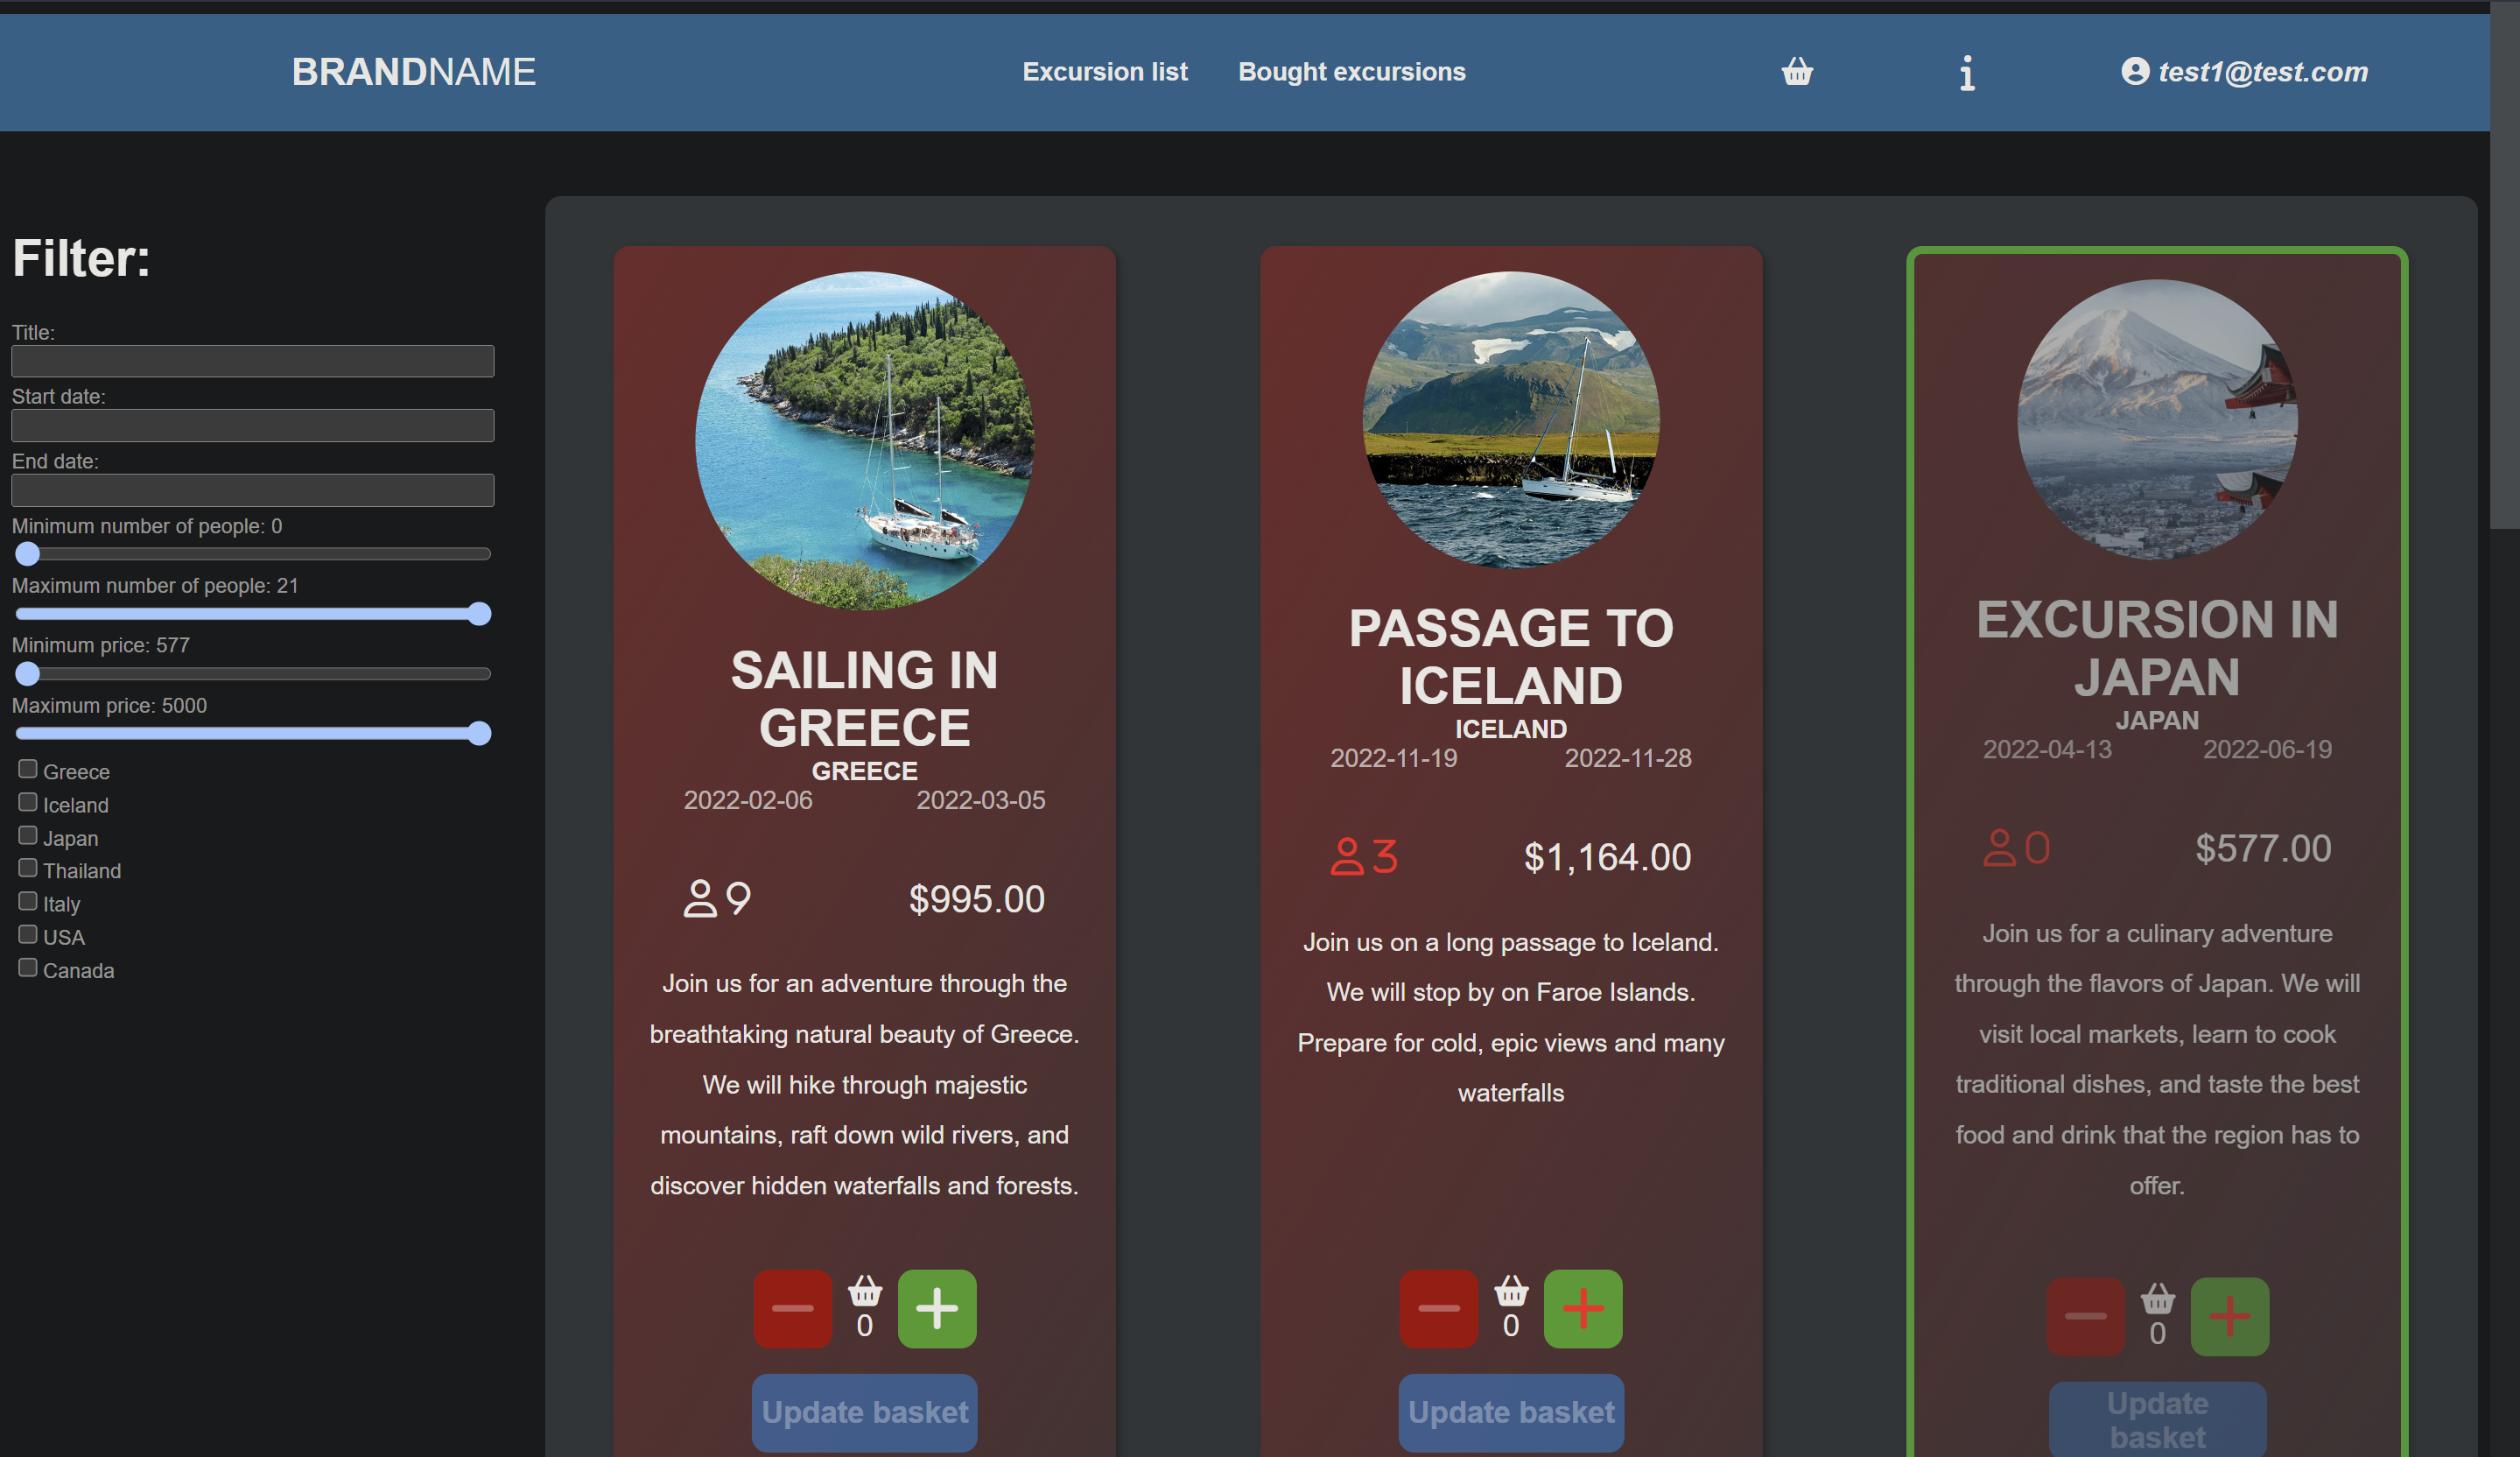 BRANDNAME
Excursion list
Bought excursions
test1@test.com
Filter:
Title:
Start date:
End date:
Minimum number of people: 0
Maximum number of people: 21
Minimum price: 577
Maximum price: 5000
Greece
Iceland
Japan
Thailand
Italy
USA
Canada
SAILING IN
GREECE
GREECE
2022-02-06 2022-03-05
9 $995.00
Join us for an adventure through the
breathtaking natural beauty of Greece.
We will hike through majestic
mountains, raft down wild rivers, and
discover hidden waterfalls and forests.
0
Update basket
PASSAGE TO
ICELAND
ICELAND
2022-11-19 2022-11-28
3 $1,164.00
Join us on a long passage to Iceland.
We will stop by on Faroe Islands.
Prepare for cold, epic views and many
waterfalls
0
Update basket
EXCURSION IN
JAPAN
JAPAN
2022-04-13 2022-06-19
0 $577.00
Join us for a culinary adventure
through the flavors of Japan. We will
visit local markets, learn to cook
traditional dishes, and taste the best
food and drink that the region has to
offer.
0
Update
basket